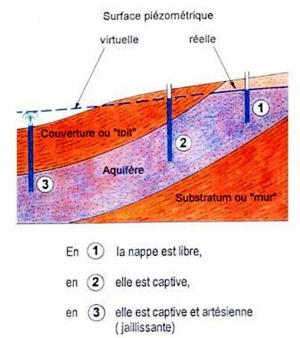 Surface piézométrique
virtuelle
réelle
1
Couverture ou "toit"
2
Aquifère
3
Substratum ou "mur"
En 1 la nappe est libre,
en 2 elle est captive,
en 3 elle est captive et artésienne
(jaillissante)